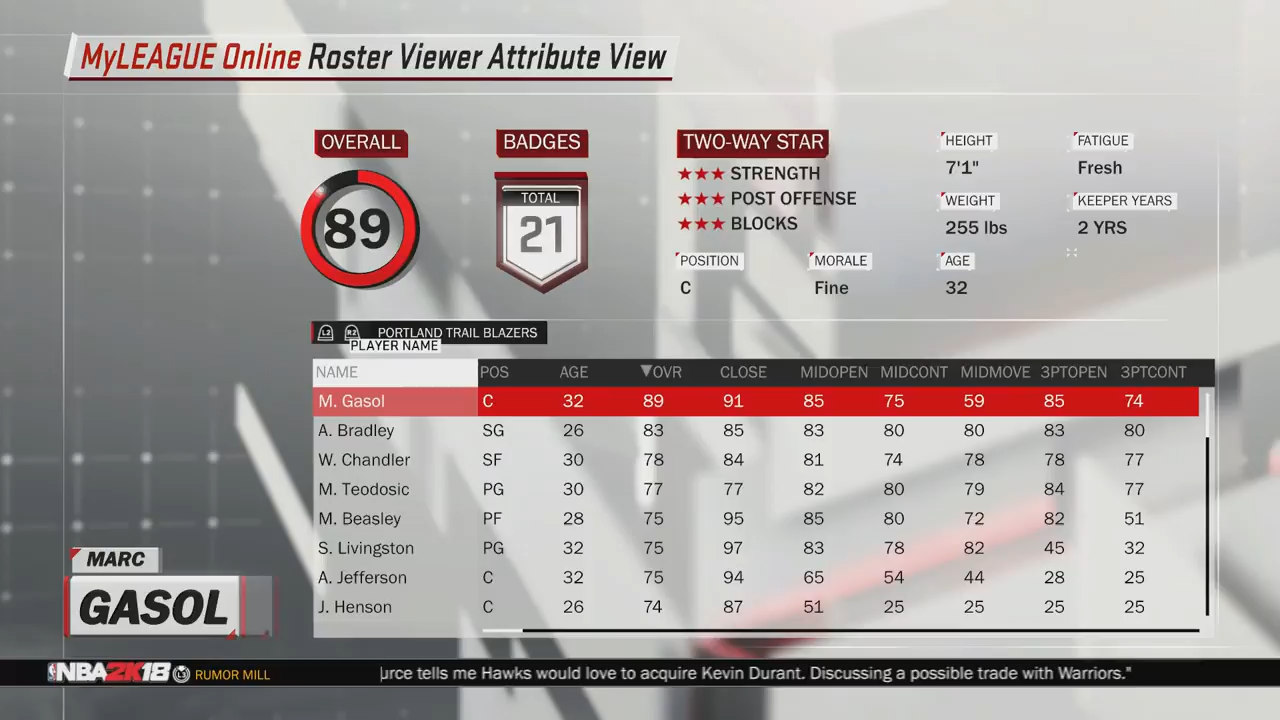 MyLEAGUE Online Roster Viewer Attribute View
OVERALL
89
BADGES
TOTAL
21
TWO-WAY STAR
★★★ STRENGTH
★★★ POST OFFENSE
★★★ BLOCKS
POSITION
C
MORALE
Fine
HEIGHT
7'1"
WEIGHT
255 lbs
AGE
32
FATIGUE
Fresh
KEEPER YEARS
2 YRS
L2 R2 PORTLAND TRAIL BLAZERS
PLAYER NAME
NAME POS AGE ▼OVR CLOSE MIDOPEN MIDCONT MIDMOVE 3PTOPEN 3PTCONT
M. Gasol C 32 89 91 85 75 59 85 74
A. Bradley SG 26 83 85 83 80 80 83 80
W. Chandler SF 30 78 84 81 74 78 78 77
M. Teodosic PG 30 77 77 82 80 79 84 77
M. Beasley PF 28 75 95 85 80 72 82 51
S. Livingston PG 32 75 97 83 78 82 45 32
A. Jefferson C 32 75 94 65 54 44 28 25
J. Henson C 26 74 87 51 25 25 25 25
MARC
GASOL
NBA2K18 RUMOR MILL urce tells me Hawks would love to acquire Kevin Durant. Discussing a possible trade with Warriors."